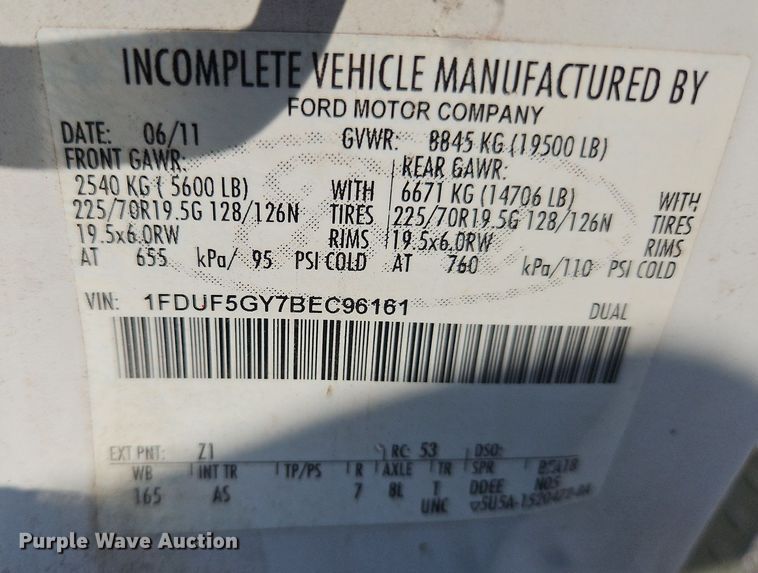 INCOMPLETE VEHICLE MANUFACTURED BY
FORD MOTOR COMPANY
DATE: 06/11 GVWR: 8845 KG (19500 LB)
FRONT GAWR: REAR GAWR:
2540 KG ( 5600 LB) WITH 6671 KG (14706 LB) WITH
225/70R19.5G 128/126N TIRES 225/70R19.5G 128/126N TIRES
19.5x6.0RW RIMS 19.5x6.0RW RIMS
AT 655 kPa/ 95 PSI COLD AT 760 kPa/110 PSI COLD
VIN: 1FDUF5GY7BEC96161 DUAL
EXT PNT: Z1 RC: 53 DSO:
WB INT TR TP/PS R AXLE TR SPR
165 AS 7 8L T DDEE
UNC
Purple Wave Auction